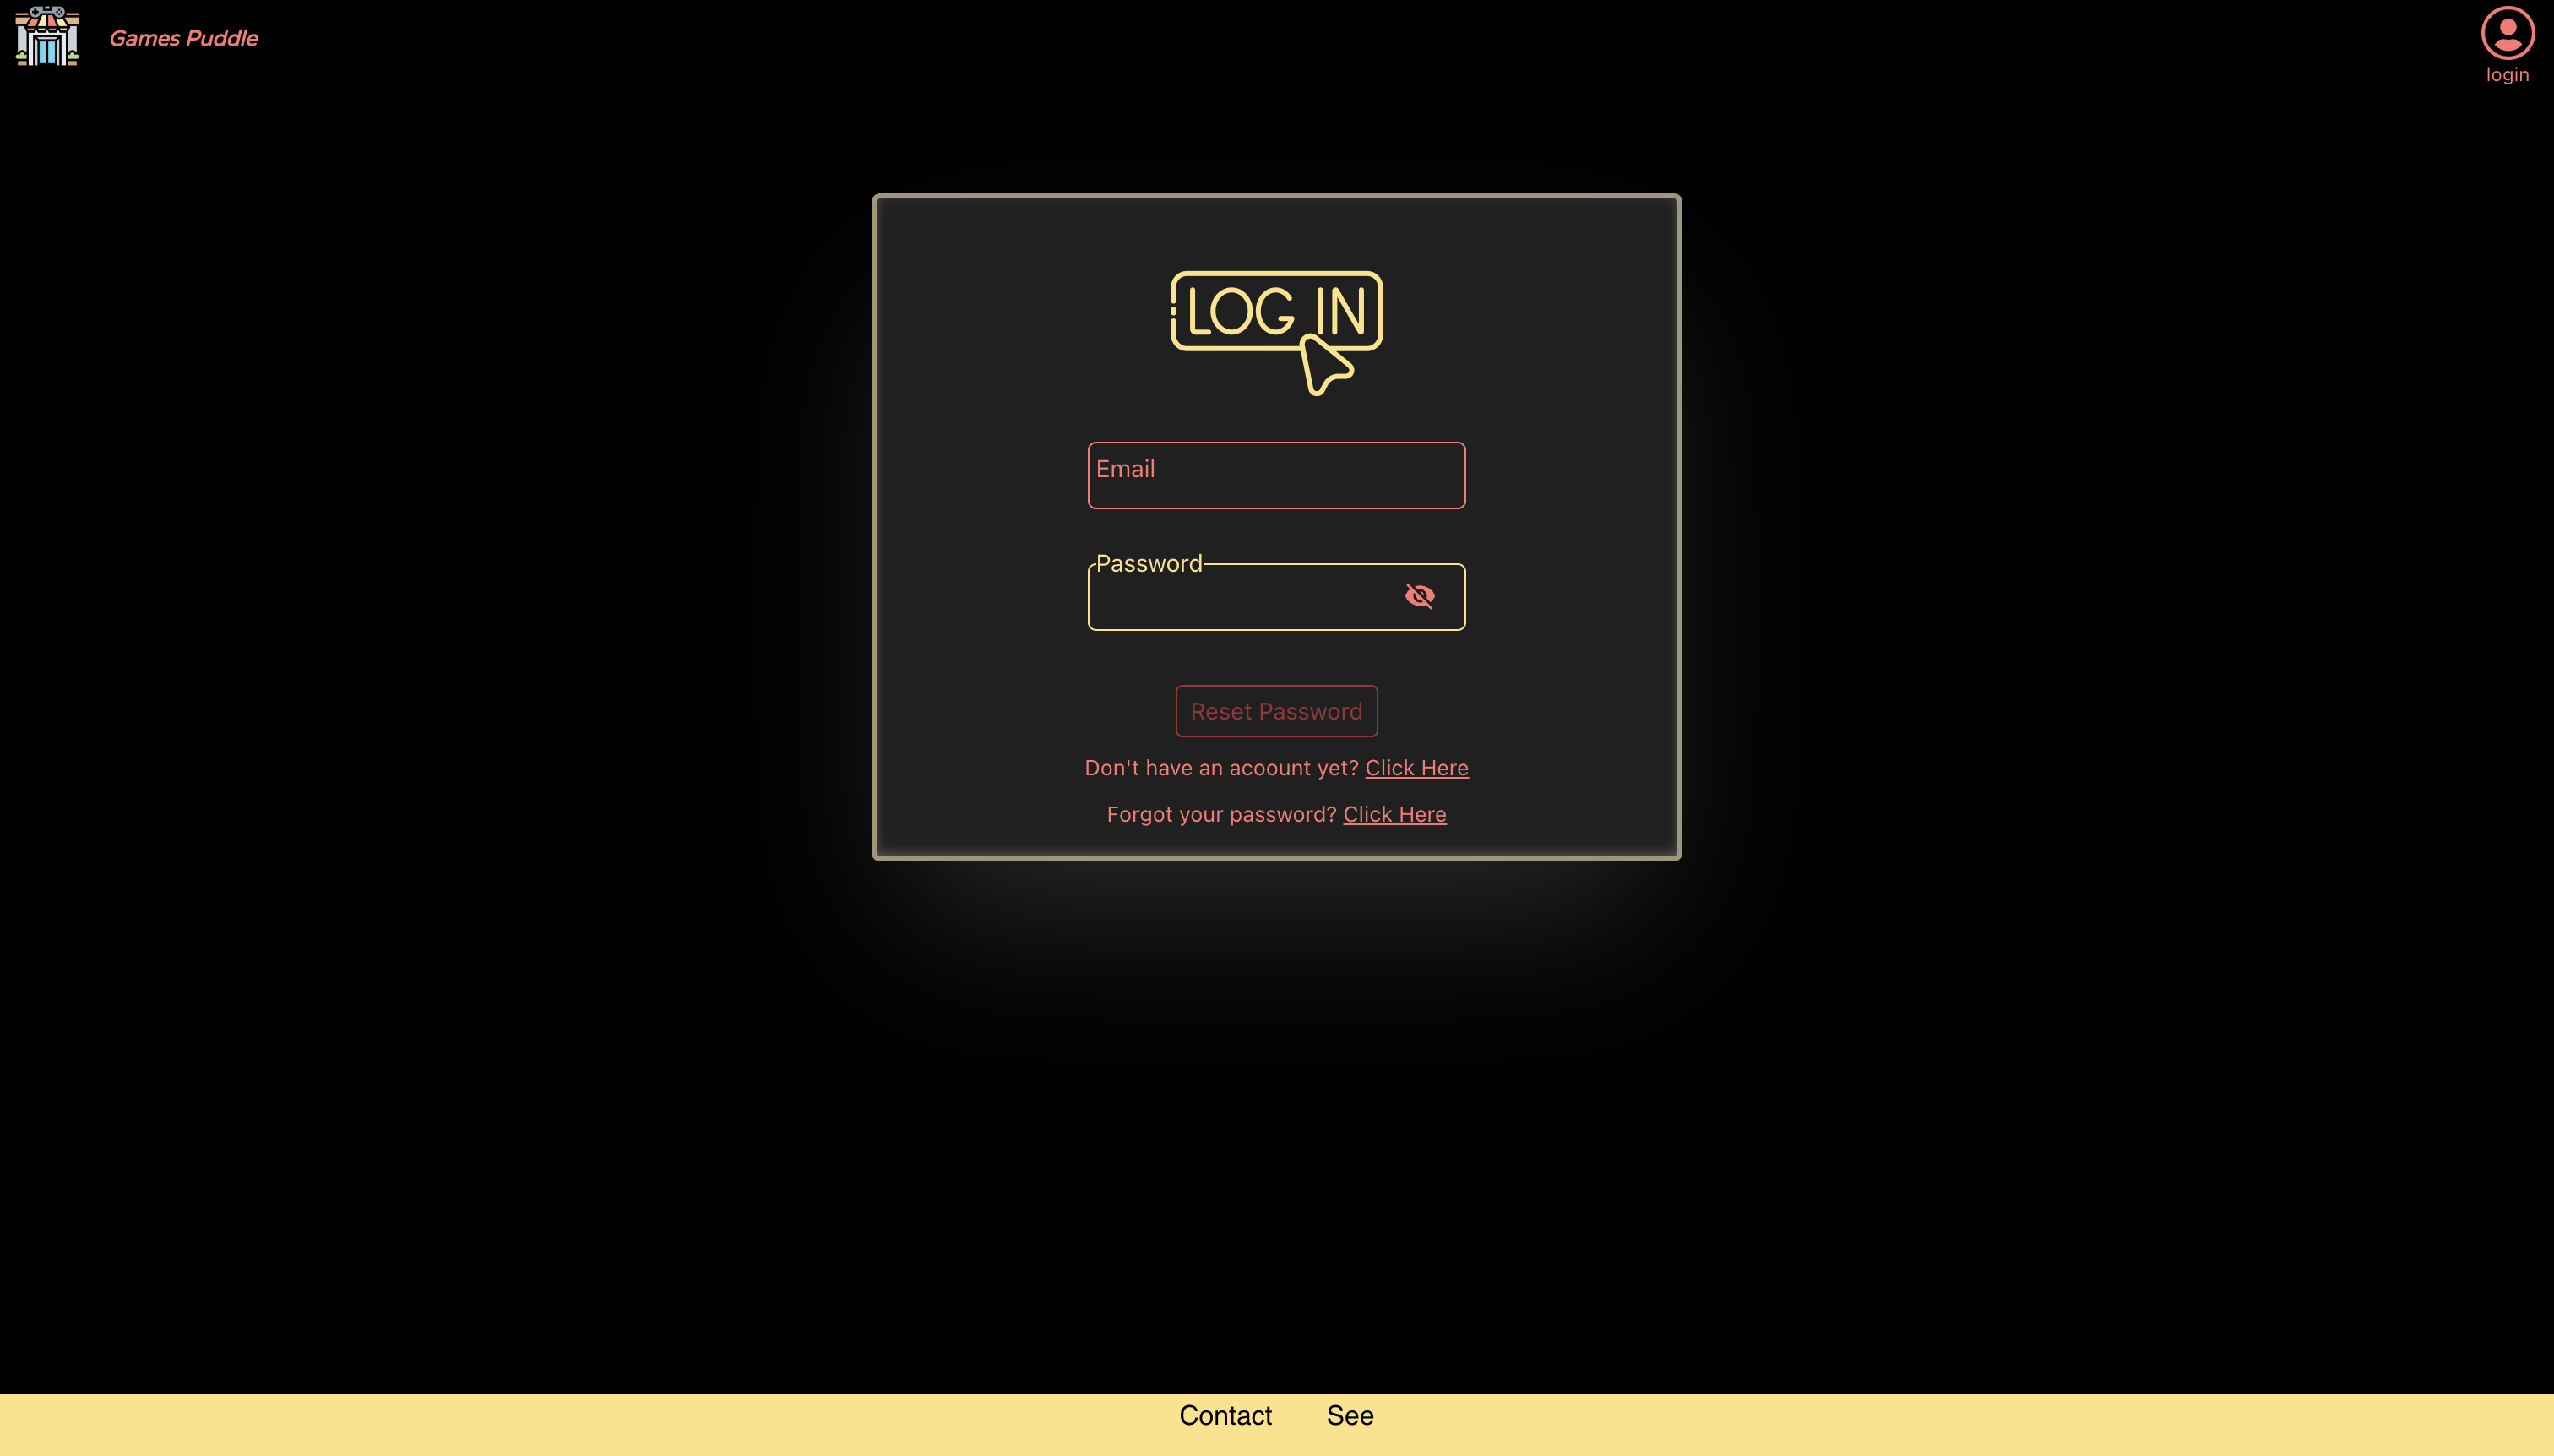 Games Puddle
login
LOG IN
Email
Password
Reset Password
Don't have an acoount yet? Click Here
Forgot your password? Click Here
Contact See